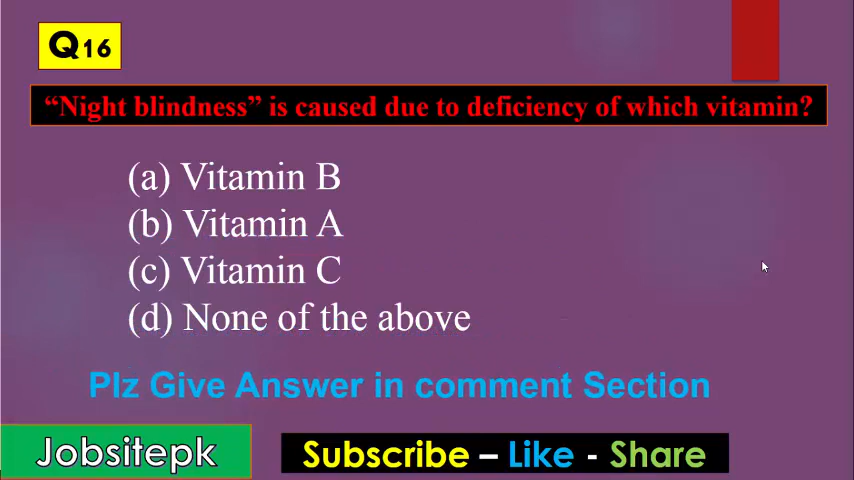 Q16
“Night blindness” is caused due to deficiency of which vitamin?
(a) Vitamin B
(b) Vitamin A
(c) Vitamin C
(d) None of the above
Plz Give Answer in comment Section
Jobsitepk
Subscribe – Like - Share